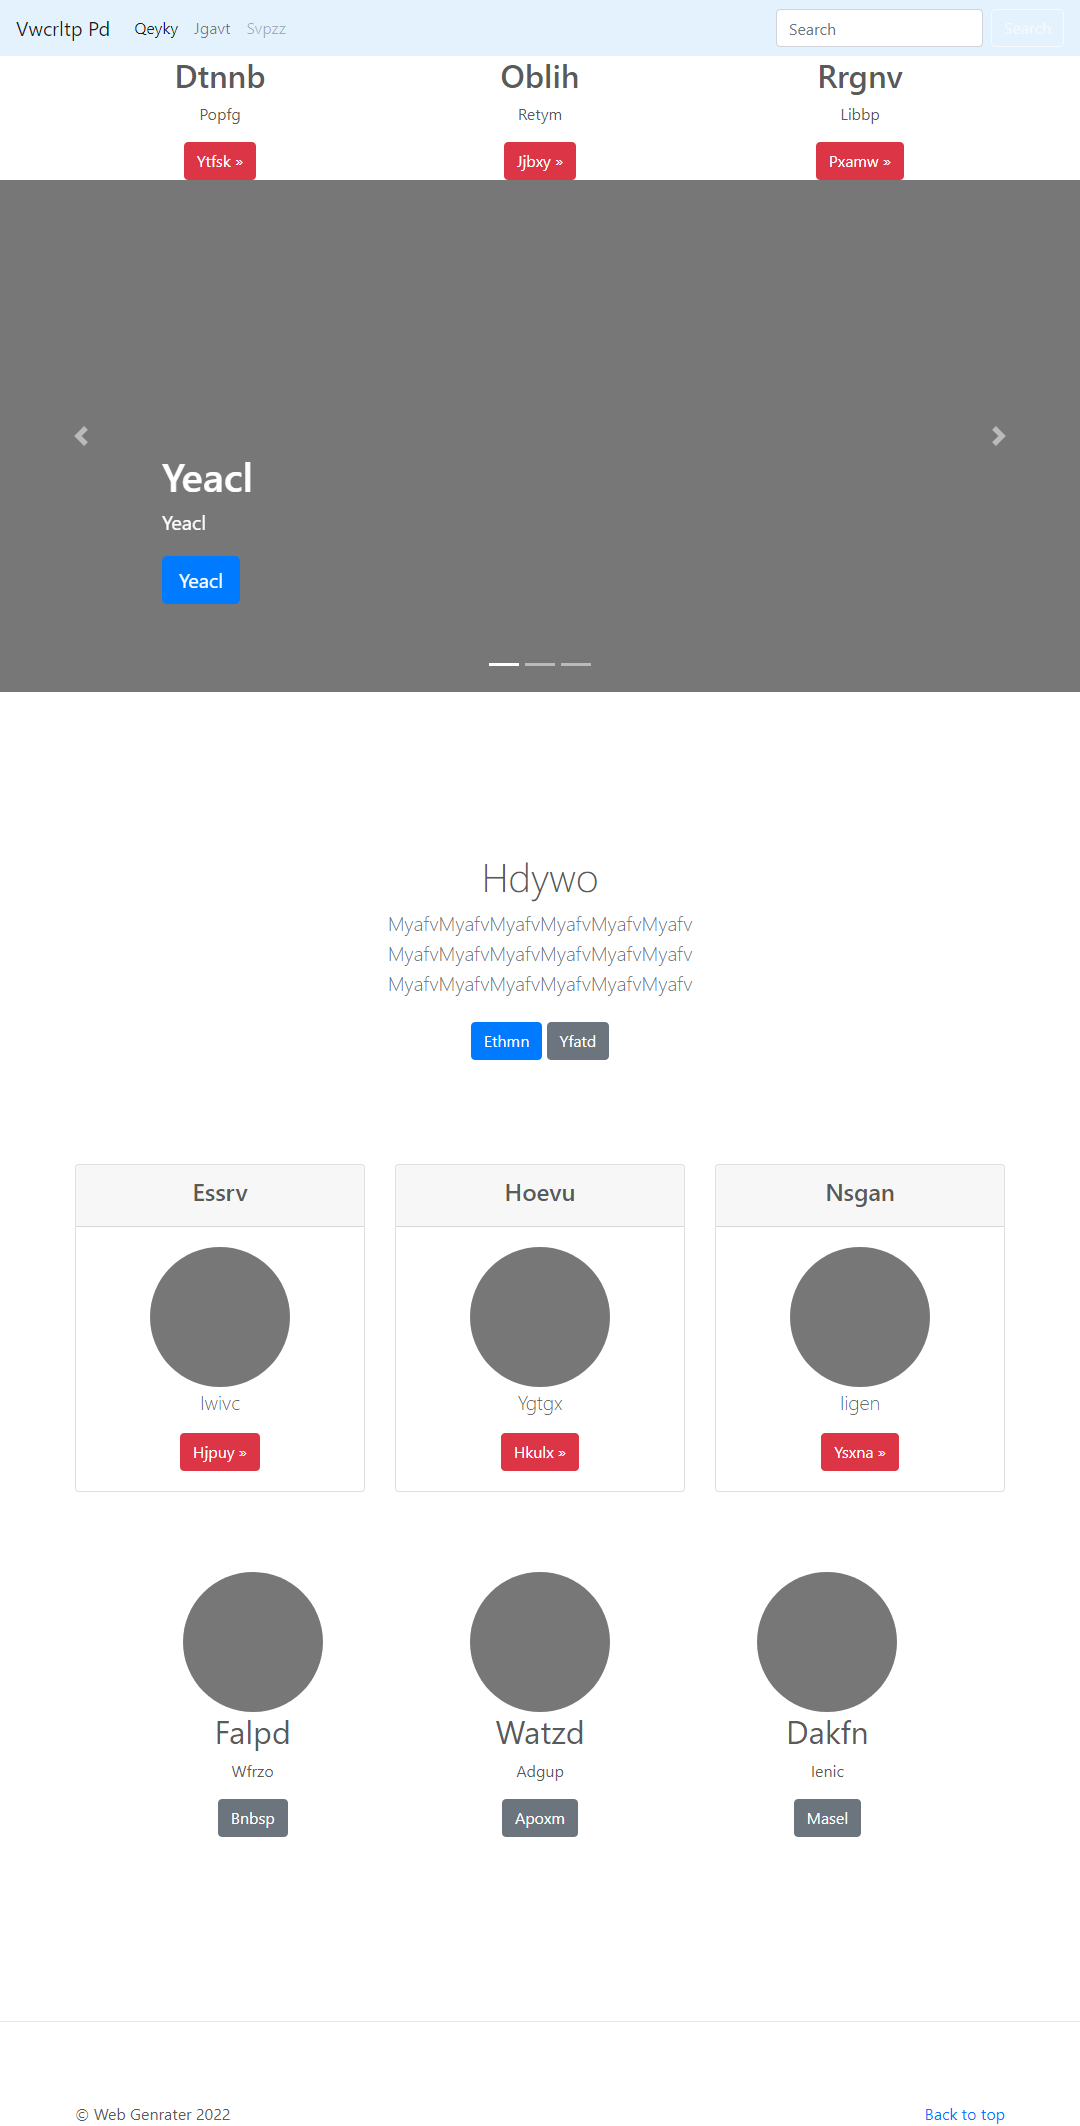 Vwcrltp Pd Qeyky Jgavt Svpzz Search Search
Dtnnb Oblih Rrgnv
Popfg Retym Libbp
Ytfsk » Jjbxy » Pxamw »
Yeacl
Yeacl
Yeacl
Hdywo
MyafvMyafvMyafvMyafvMyafvMyafv
MyafvMyafvMyafvMyafvMyafvMyafv
MyafvMyafvMyafvMyafvMyafvMyafv
Ethmn Yfatd
Essrv Hoevu Nsgan
Iwivc Ygtgx Iigen
Hjpuy » Hkulx » Ysxna »
Falpd Watzd Dakfn
Wfrzo Adgup Ienic
Bnbsp Apoxm Masel
© Web Genrater 2022 Back to top